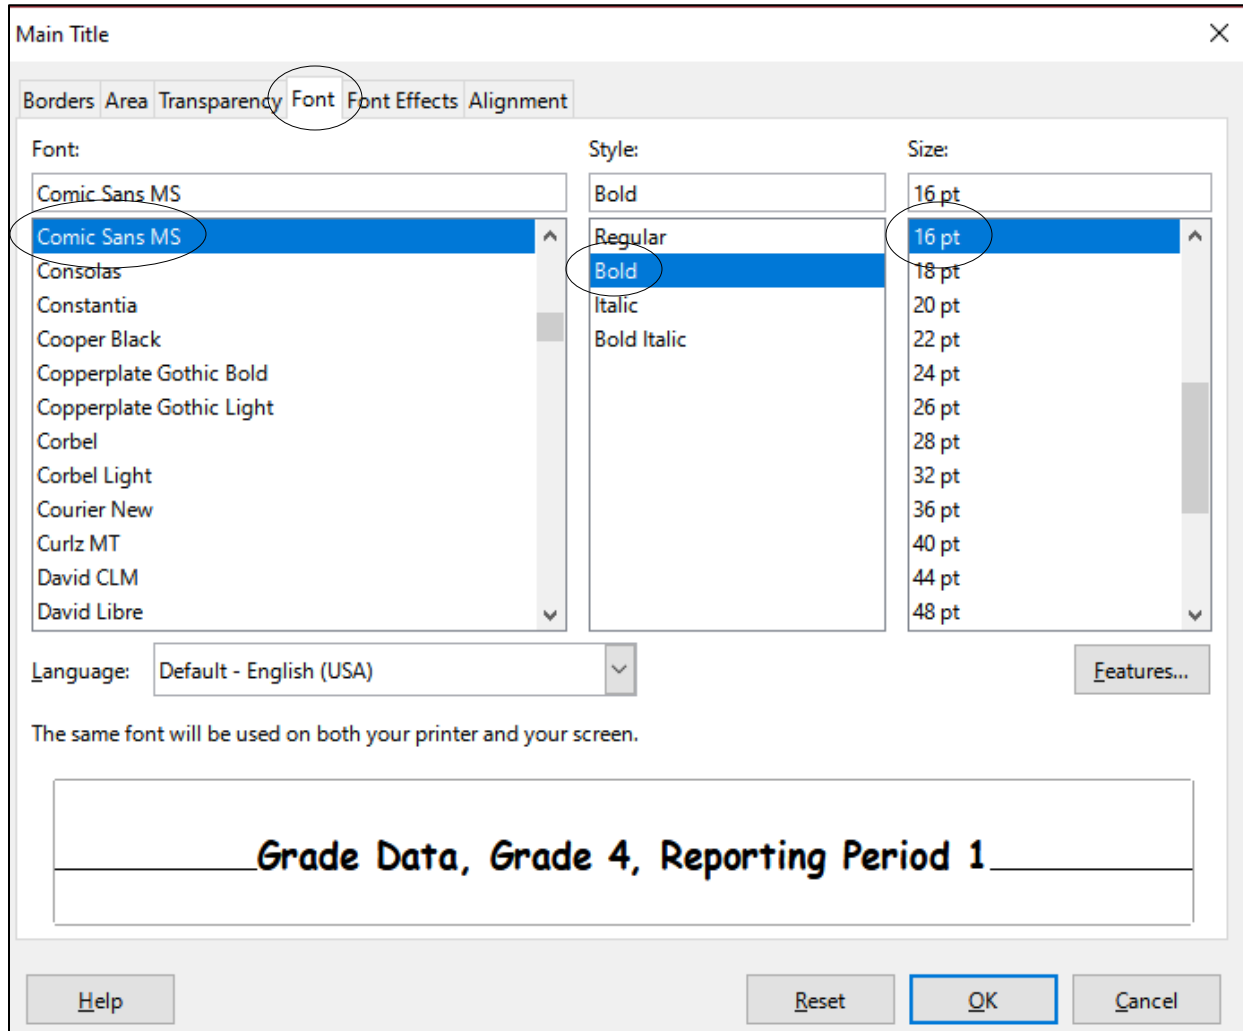 Main Title
Borders Area Transparency Font Font Effects Alignment
Font: Style: Size:
Comic Sans MS Bold 16 pt
Comic Sans MS Regular 16 pt
Consolas Bold 18 pt
Constantia Italic 20 pt
Cooper Black Bold Italic 22 pt
Copperplate Gothic Bold 24 pt
Copperplate Gothic Light 26 pt
Corbel 28 pt
Corbel Light 32 pt
Courier New 36 pt
Curlz MT 40 pt
David CLM 44 pt
David Libre 48 pt
Language: Default - English (USA) Features...
The same font will be used on both your printer and your screen.
Grade Data, Grade 4, Reporting Period 1
Help Reset OK Cancel